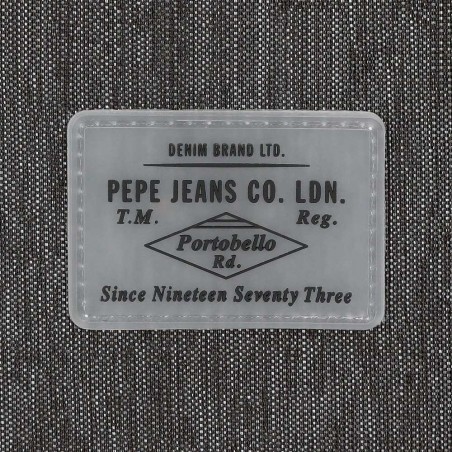 DENIM BRAND LTD.
PEPE JEANS CO. LDN.
T.M. Reg.
Portobello
Rd.
Since Nineteen Seventy Three